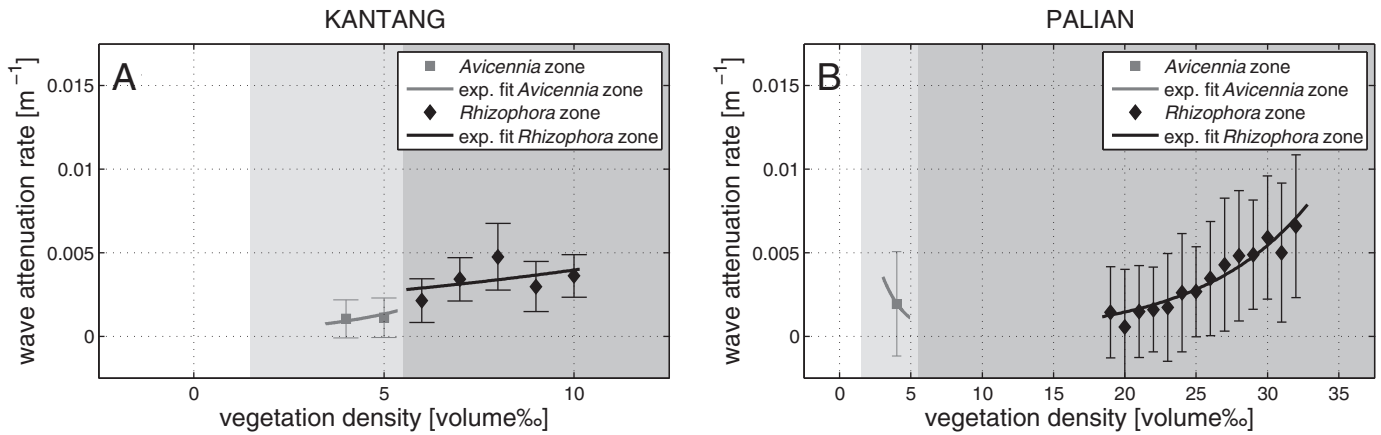 KANTANG
A
Avicennia zone
exp. fit Avicennia zone
Rhizophora zone
exp. fit Rhizophora zone
0.015
0.01
0.005
0
wave attenuation rate [m⁻¹]
0 5 10
vegetation density [volume‰]
PALIAN
B
Avicennia zone
exp. fit Avicennia zone
Rhizophora zone
exp. fit Rhizophora zone
0.015
0.01
0.005
0
wave attenuation rate [m⁻¹]
0 5 10 15 20 25 30 35
vegetation density [volume‰]